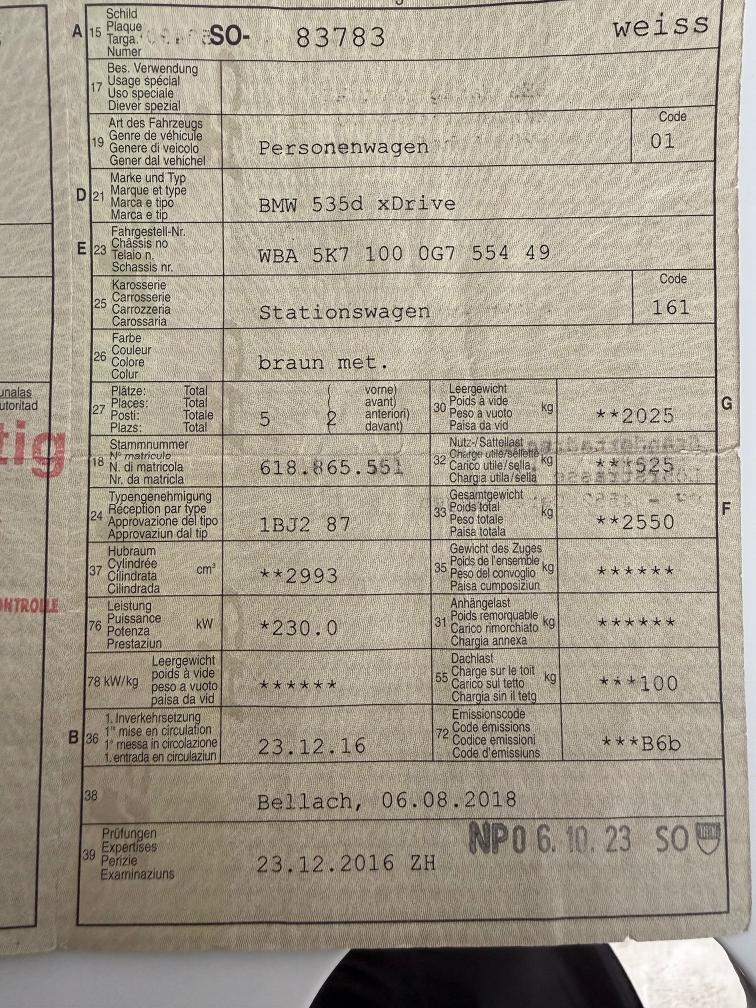 A 15 Schild
Plaque
Targa
Numer
SO- 83783 weiss
17 Bes. Verwendung
Usage spécial
Uso speciale
Diever spezial
19 Art des Fahrzeugs
Genre de véhicule
Genere di veicolo
Gener dal vehichel
Personenwagen
Code
01
D 21 Marke und Typ
Marque et type
Marca e tipo
Marca e tip
BMW 535d xDrive
E 23 Fahrgestell-Nr.
Châssis no
Telaio n.
Schassis nr.
WBA 5K7 100 0G7 554 49
25 Karosserie
Carrosserie
Carrozzeria
Carossaria
Stationswagen
Code
161
26 Farbe
Couleur
Colore
Colur
braun met.
27 Plätze: Total
Places: Total
Posti: Totale
Plazs: Total
5 ( 2 vorne)
avant)
anteriori)
davant)
G
30 Leergewicht
Poids à vide
Peso a vuoto
Paisa da vid
kg
**2025
18 Stammnummer
N° matricule
N. di matricola
Nr. da matricla
618.865.551
32 Nutz-/Sattellast
Charge utile/sellette
Carico utile/sella
Chargia utila/sella
kg
***525
24 Typengenehmigung
Réception par type
Approvazione del tipo
Approvaziun dal tip
1BJ2 87
F
33 Gesamtgewicht
Poids total
Peso totale
Paisa totala
kg
**2550
37 Hubraum
Cylindrée
Cilindrata
Cilindrada
cm³
**2993
35 Gewicht des Zuges
Poids de l'ensemble
Peso del convoglio
Paisa cumposiziun
kg
******
76 Leistung
Puissance
Potenza
Prestaziun
kW
*230.0
31 Anhängelast
Poids remorquable
Carico rimorchiato
Chargia annexa
kg
******
78 kW/kg Leergewicht
poids à vide
peso a vuoto
paisa da vid
******
55 Dachlast
Charge sur le toit
Carico sul tetto
Chargia sin il tetg
kg
***100
B 36 1. Inverkehrsetzung
1re mise en circulation
1a messa in circolazione
1. entrada en circulaziun
23.12.16
72 Emissionscode
Code émissions
Codice emissioni
Code d'emissiuns
***B6b
38
Bellach, 06.08.2018
39 Prüfungen
Expertises
Perizie
Examinaziuns
23.12.2016 ZH
NP 0 6. 10. 23 SO
unalas
utoritad
tig
ONTROLLE